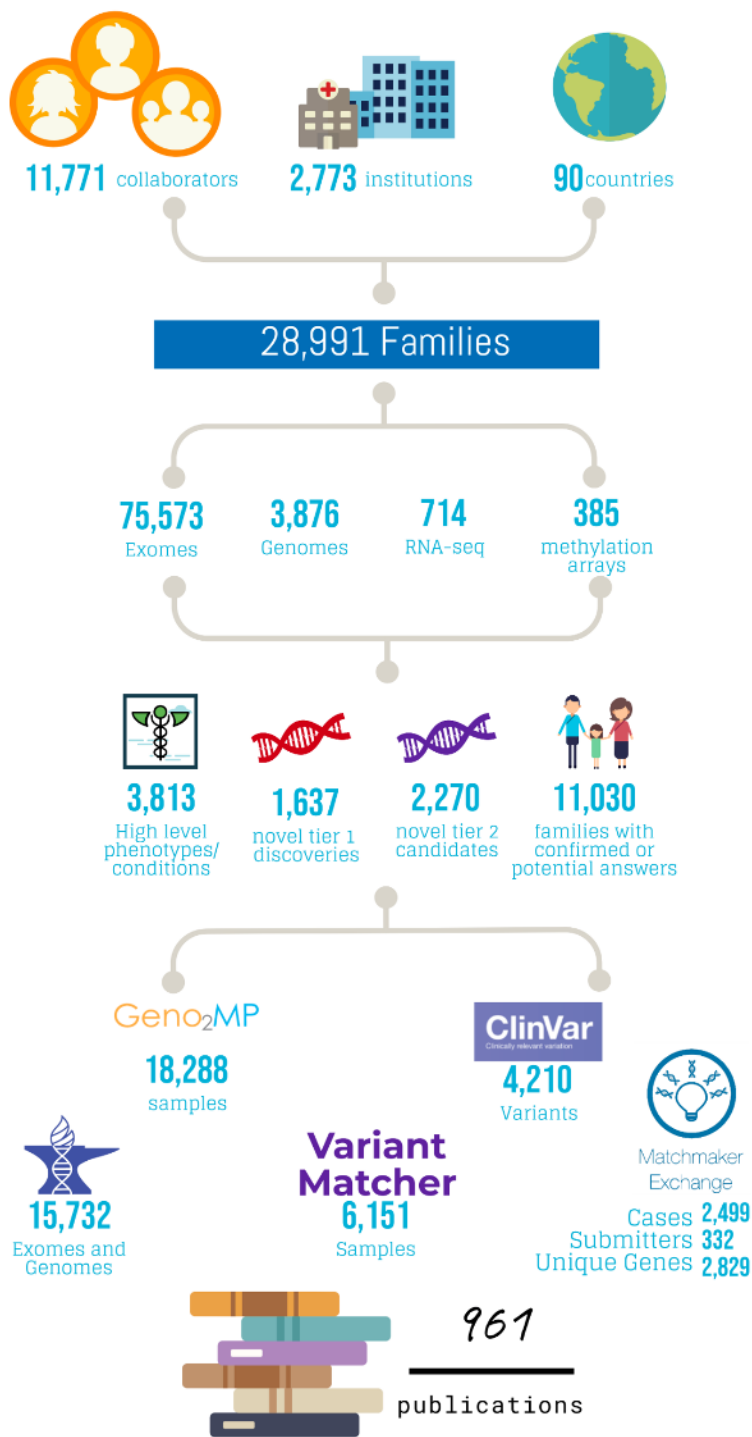 11,771 collaborators
2,773 institutions
90 countries
28,991 Families
75,573
Exomes
3,876
Genomes
714
RNA-seq
385
methylation
arrays
3,813
High level
phenotypes/
conditions
1,637
novel tier 1
discoveries
2,270
novel tier 2
candidates
11,030
families with
confirmed or
potential answers
Geno2MP
18,288
samples
ClinVar
Clinically relevant variation
4,210
Variants
15,732
Exomes and
Genomes
Variant
Matcher
6,151
Samples
Matchmaker
Exchange
Cases 2,499
Submitters 332
Unique Genes 2,829
961
publications